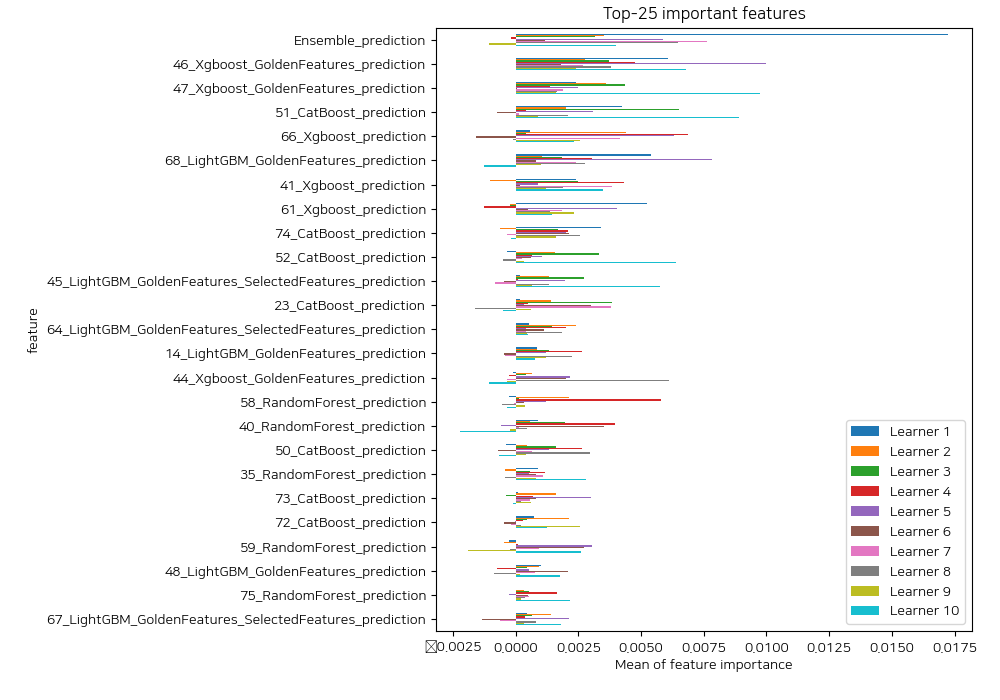 Top-25 important features
Ensemble_prediction
46_Xgboost_GoldenFeatures_prediction
47_Xgboost_GoldenFeatures_prediction
51_CatBoost_prediction
66_Xgboost_prediction
68_LightGBM_GoldenFeatures_prediction
41_Xgboost_prediction
61_Xgboost_prediction
74_CatBoost_prediction
52_CatBoost_prediction
45_LightGBM_GoldenFeatures_SelectedFeatures_prediction
23_CatBoost_prediction
64_LightGBM_GoldenFeatures_SelectedFeatures_prediction
14_LightGBM_GoldenFeatures_prediction
44_Xgboost_GoldenFeatures_prediction
58_RandomForest_prediction
40_RandomForest_prediction
50_CatBoost_prediction
35_RandomForest_prediction
73_CatBoost_prediction
72_CatBoost_prediction
59_RandomForest_prediction
48_LightGBM_GoldenFeatures_prediction
75_RandomForest_prediction
67_LightGBM_GoldenFeatures_SelectedFeatures_prediction
feature
Learner 1
Learner 2
Learner 3
Learner 4
Learner 5
Learner 6
Learner 7
Learner 8
Learner 9
Learner 10
0.0025 0.0000 0.0025 0.0050 0.0075 0.0100 0.0125 0.0150 0.0175
Mean of feature importance